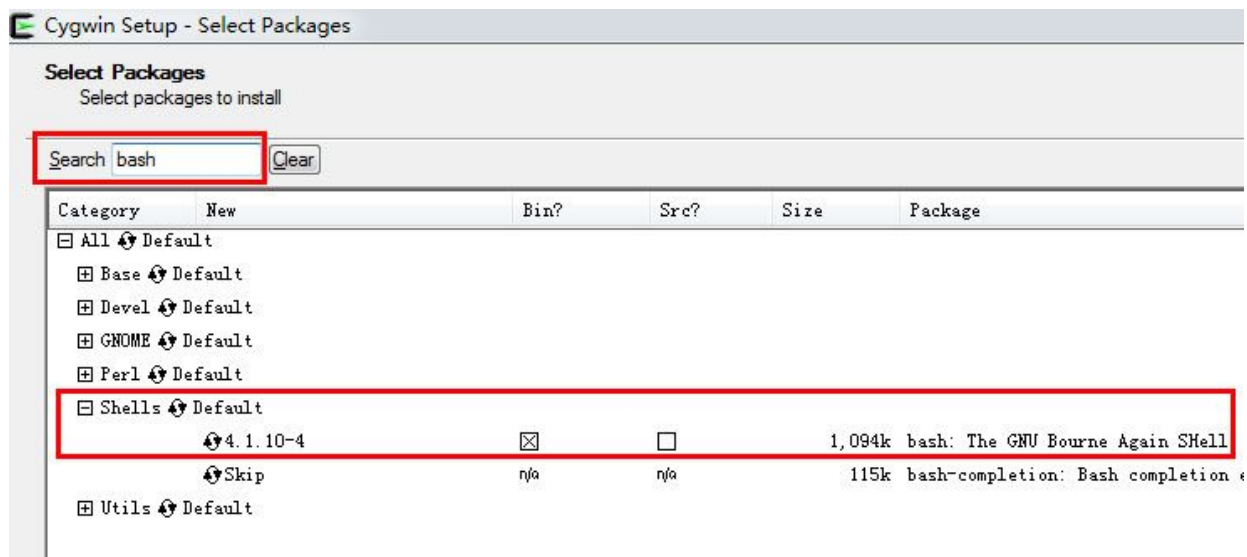 Cygwin Setup - Select Packages
Select Packages
Select packages to install
Search bash Clear
Category New Bin? Src? Size Package
All Default
Base Default
Devel Default
GNOME Default
Perl Default
Shells Default
4.1.10-4 1,094k bash: The GNU Bourne Again SHell
Skip n/a n/a 115k bash-completion: Bash completion
Utils Default